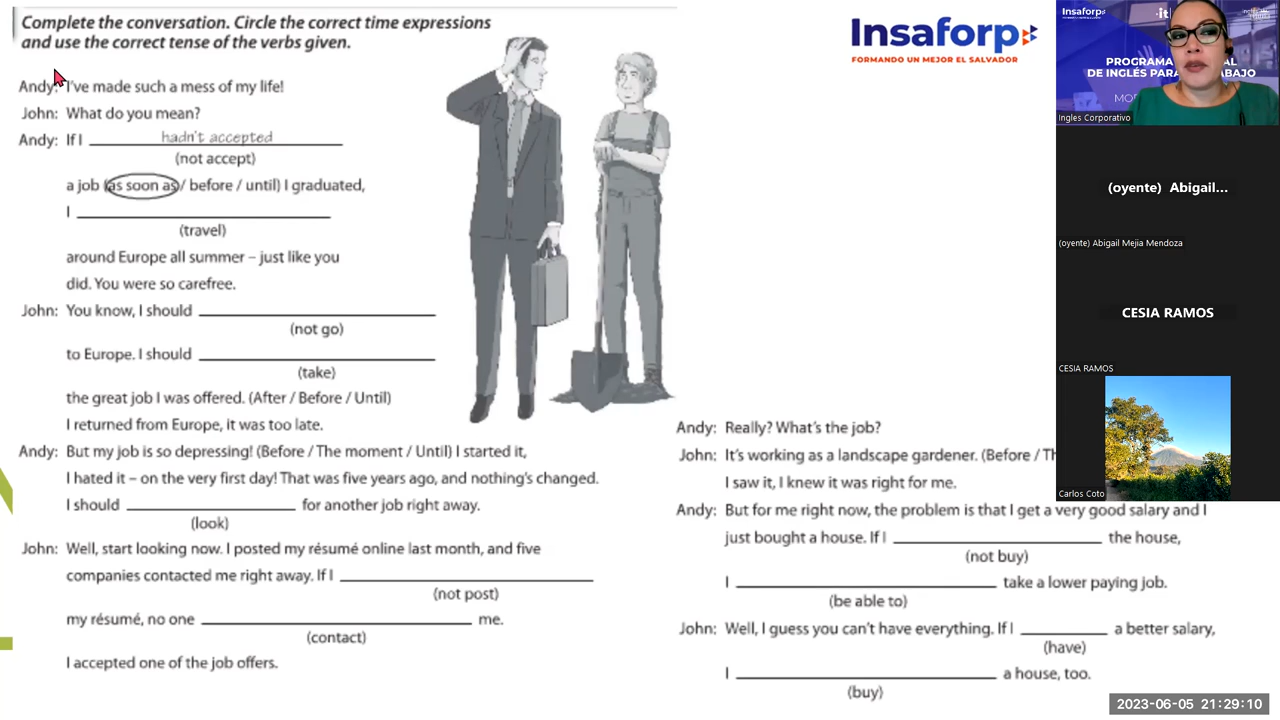 Complete the conversation. Circle the correct time expressions
and use the correct tense of the verbs given.
Andy: I've made such a mess of my life!
John: What do you mean?
Andy: If I hadn't accepted
(not accept)
a job (as soon as / before / until) I graduated,
I
(travel)
around Europe all summer – just like you
did. You were so carefree.
John: You know, I should
(not go)
to Europe. I should
(take)
the great job I was offered. (After / Before / Until)
I returned from Europe, it was too late.
Andy: But my job is so depressing! (Before / The moment / Until) I started it,
I hated it – on the very first day! That was five years ago, and nothing's changed.
I should for another job right away.
(look)
John: Well, start looking now. I posted my résumé online last month, and five
companies contacted me right away. If I
(not post)
my résumé, no one me.
(contact)
I accepted one of the job offers.
Andy: Really? What's the job?
John: It's working as a landscape gardener. (Before /
I saw it, I knew it was right for me.
Andy: But for me right now, the problem is that I get a very good salary and I
just bought a house. If I the house,
(not buy)
I take a lower paying job.
(be able to)
John: Well, I guess you can't have everything. If I a better salary,
(have)
I a house, too.
(buy)
Insaforp
FORMANDO UN MEJOR EL SALVADOR
Insaforp
PROGRAMA
DE INGLÉS PARA
Ingles Corporativo
(oyente) Abigail...
(oyente) Abigail Mejia Mendoza
CESIA RAMOS
CESIA RAMOS
Carlos Coto
2023-06-05 21:29:10